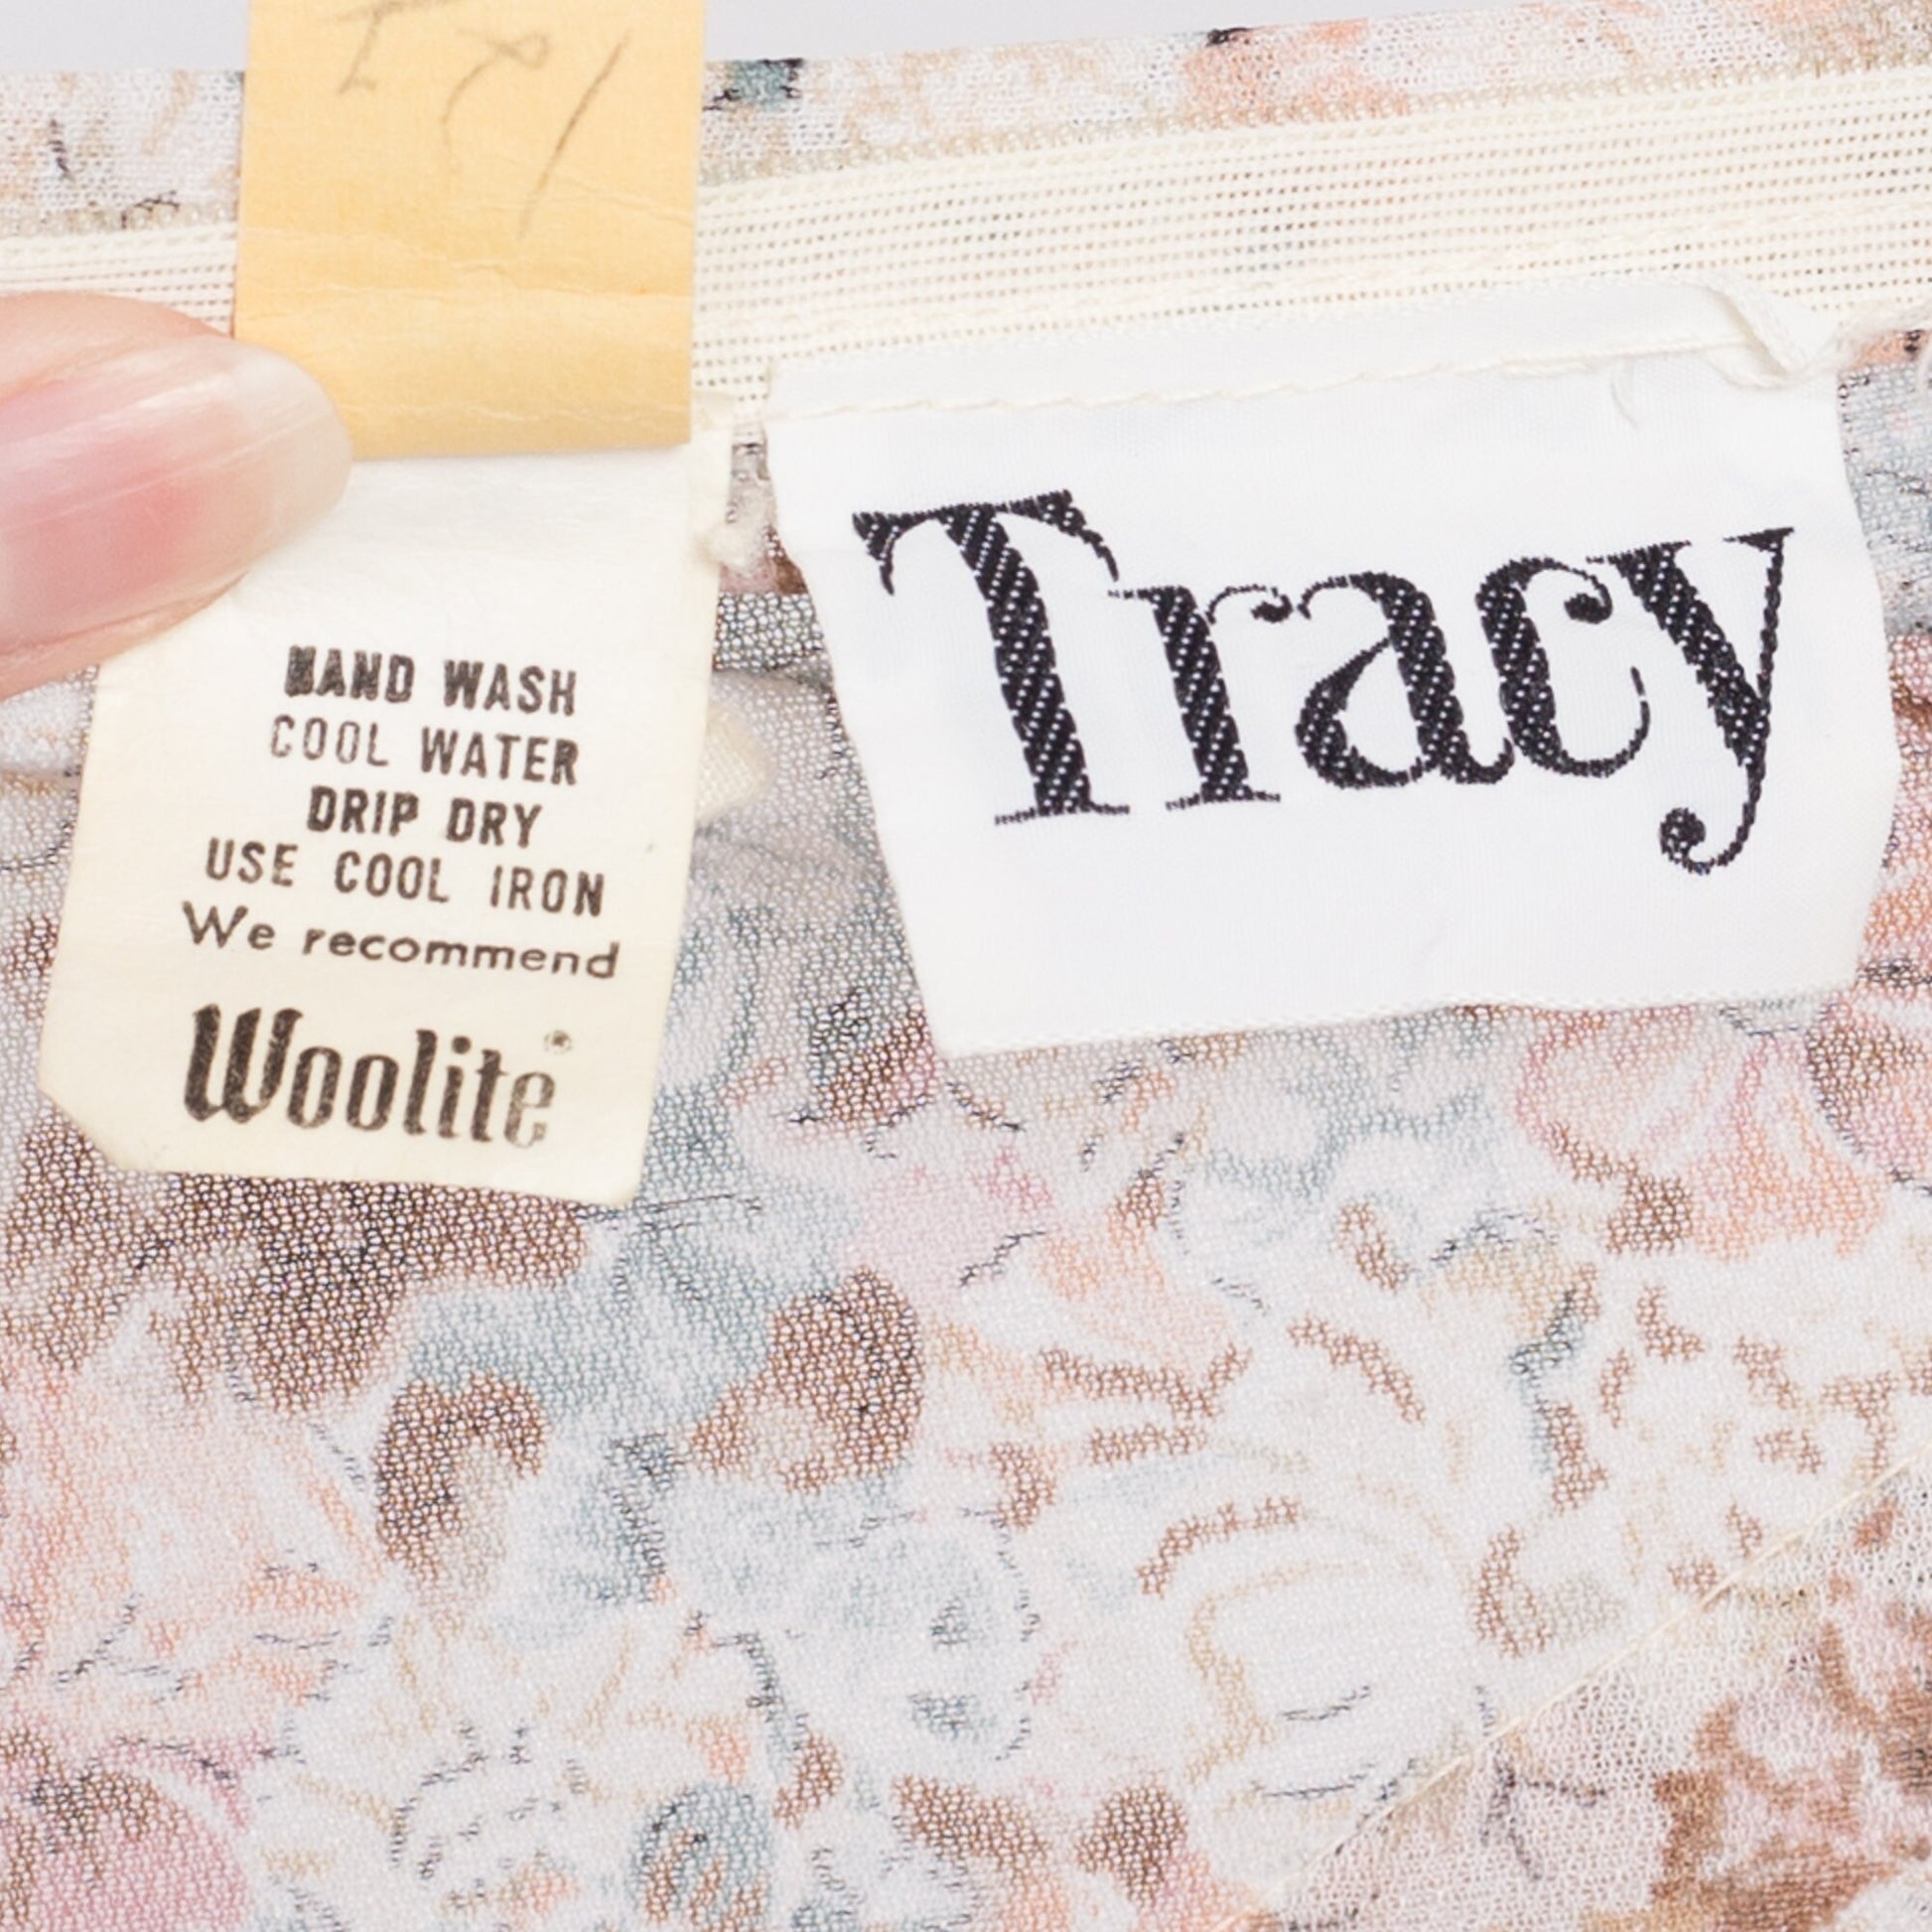 HAND WASH
COOL WATER
DRIP DRY
USE COOL IRON
We recommend
Woolite®
Tracy